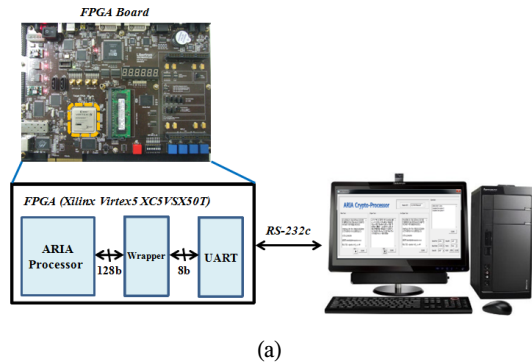 FPGA Board
FPGA (Xilinx Virtex5 XC5VSX50T)
ARIA
Processor
128b
Wrapper
8b
UART
RS-232c
ARIA Crypto-Processor
(a)